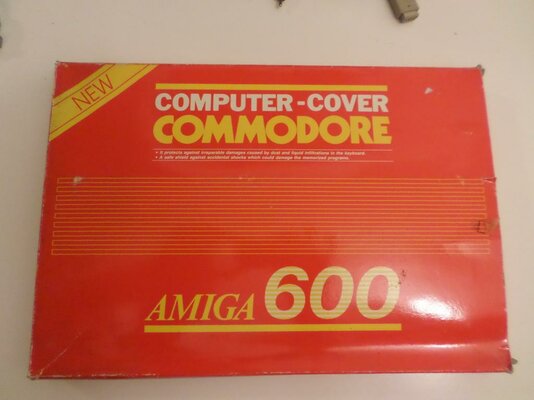 NEW
COMPUTER-COVER
COMMODORE
• It protects against irreparable damages caused by dust and liquid infiltrations in the keyboard.
• A safe shield against accidental shocks which could damage the memorized programs.
AMIGA 600